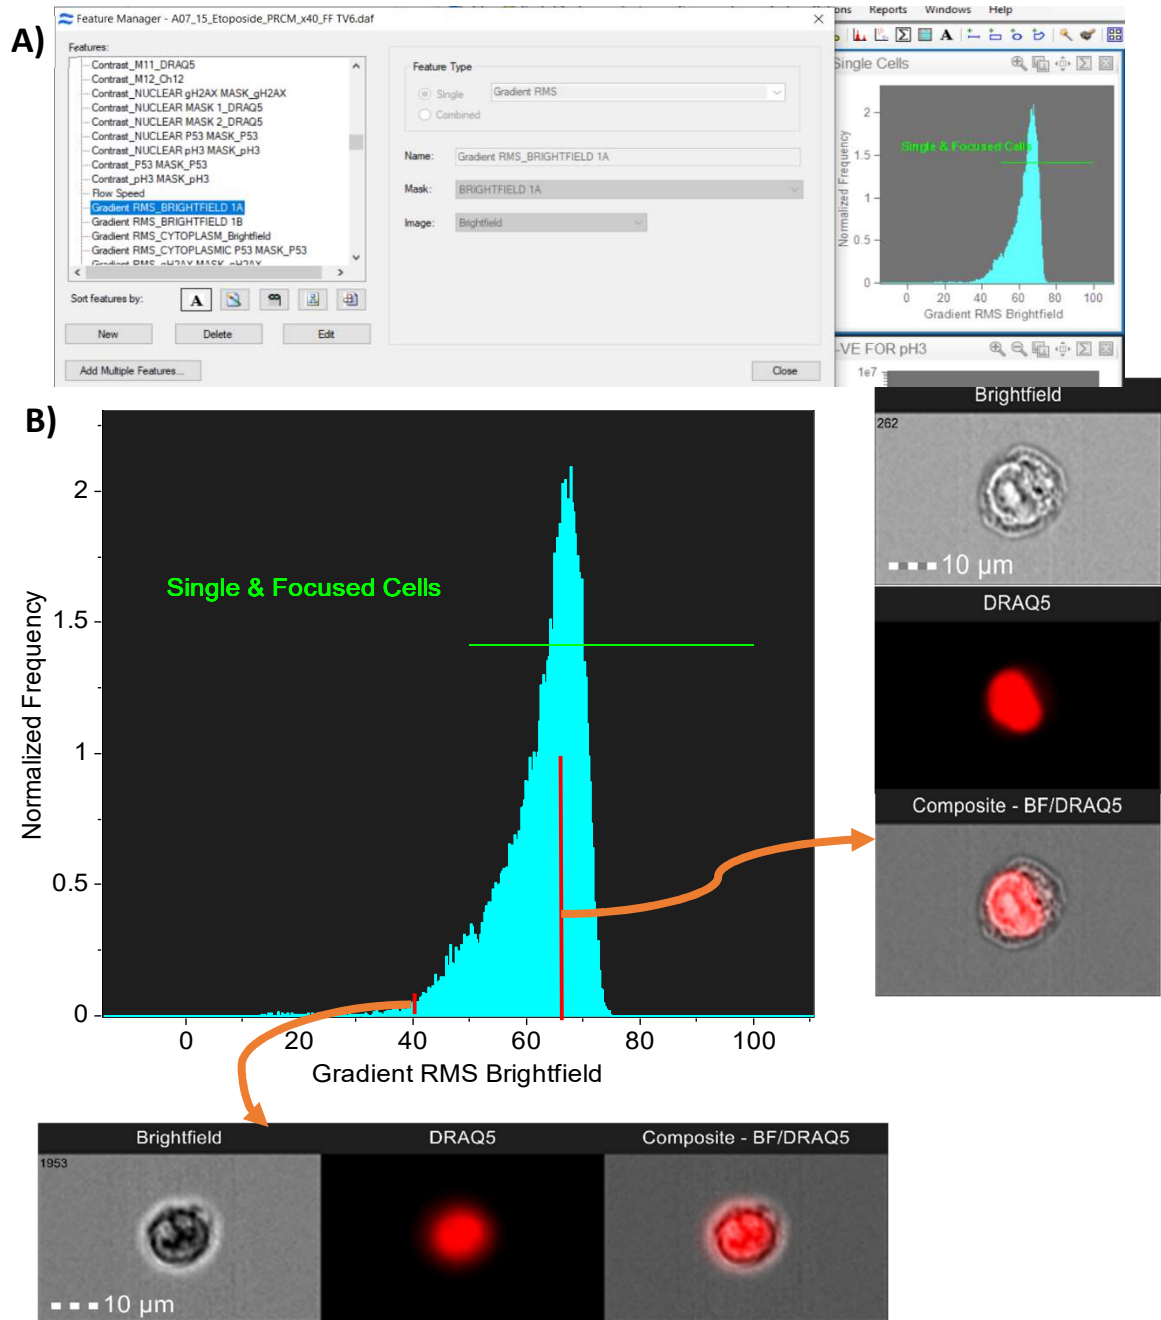 A)
Feature Manager - A07_15_Etoposide_PRCM_x40_FF TV6.daf
Features:
Contrast_M11_DRAQ5
Contrast_M12_Ch12
Contrast_NUCLEAR gH2AX MASK_gH2AX
Contrast_NUCLEAR MASK 1_DRAQ5
Contrast_NUCLEAR MASK 2_DRAQ5
Contrast_NUCLEAR P53 MASK_P53
Contrast_NUCLEAR pH3 MASK_pH3
Contrast_P53 MASK_P53
Contrast_pH3 MASK_pH3
Flow Speed
Gradient RMS_BRIGHTFIELD 1A
Gradient RMS_BRIGHTFIELD 1B
Gradient RMS_CYTOPLASM_Brightfield
Gradient RMS_CYTOPLASMIC P53 MASK_P53
Gradient RMS_gH2AX MASK_gH2AX
Sort features by:
A
New
Delete
Edit
Add Multiple Features...
Feature Type
Single
Gradient RMS
Combined
Name:
Gradient RMS_BRIGHTFIELD 1A
Mask:
BRIGHTFIELD 1A
Image:
Brightfield
Close
Reports Windows Help
A
Single Cells
Single & Focused Cells
Normalized Frequency
2
1.5
1
0.5
0
0 20 40 60 80 100
Gradient RMS Brightfield
-VE FOR pH3
1e7
B)
Single & Focused Cells
Normalized Frequency
2
1.5
1
0.5
0
0 20 40 60 80 100
Gradient RMS Brightfield
Brightfield
262
10 µm
DRAQ5
Composite - BF/DRAQ5
Brightfield DRAQ5 Composite - BF/DRAQ5
1953
10 µm